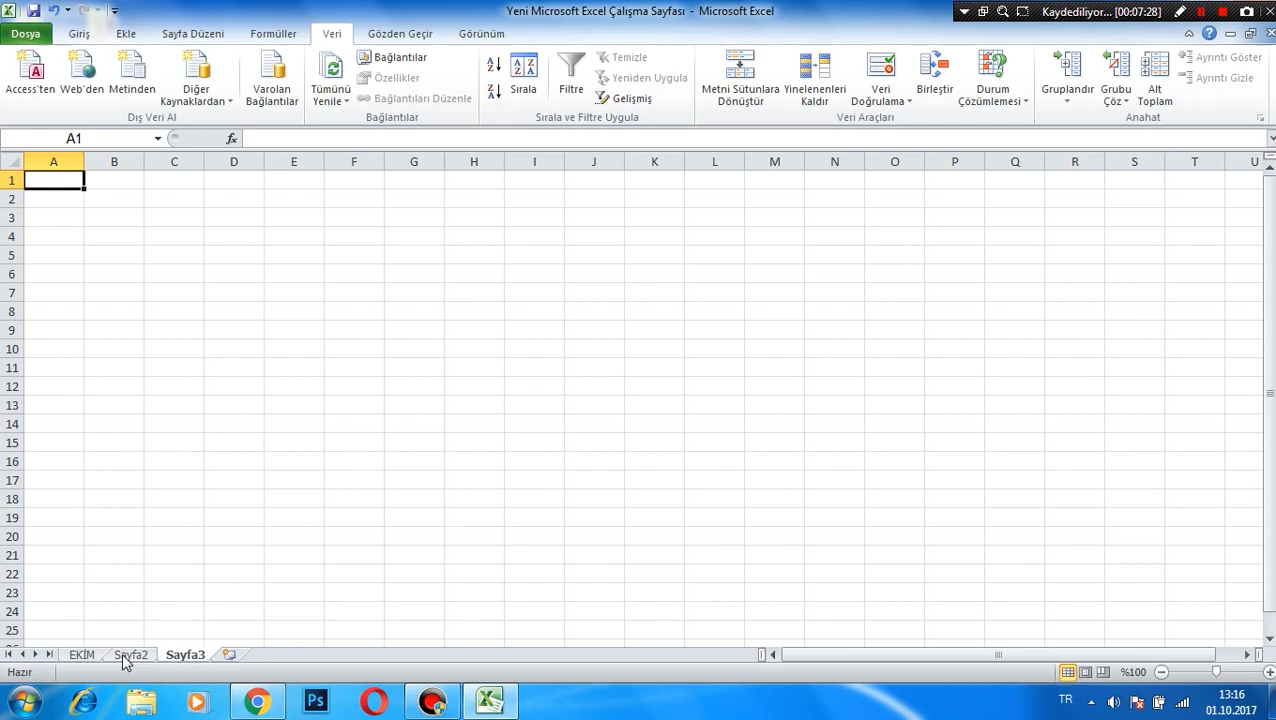 Yeni Microsoft Excel Çalışma Sayfası - Microsoft Excel
Kaydediliyor... [00:07:28]
Dosya Giriş Ekle Sayfa Düzeni Formüller Veri Gözden Geçir Görünüm
Access'ten
Web'den
Metinden
Diğer
Kaynaklardan
Varolan
Bağlantılar
Tümünü
Yenile
Bağlantılar
Özellikler
Bağlantıları Düzenle
Sırala
Filtre
Temizle
Yeniden Uygula
Gelişmiş
Metni Sütunlara
Dönüştür
Yinelenenleri
Kaldır
Veri
Doğrulama
Birleştir
Durum
Çözümlemesi
Gruplandır
Grubu
Çöz
Alt
Toplam
Ayrıntı Göster
Ayrıntı Gizle
Dış Veri Al Bağlantılar Sırala ve Filtre Uygula Veri Araçları Anahat
A1 fx
A B C D E F G H I J K L M N O P Q R S T U
1
2
3
4
5
6
7
8
9
10
11
12
13
14
15
16
17
18
19
20
21
22
23
24
25
EKİM Sayfa2 Sayfa3
Hazır %100
Ps TR 13:16
01.10.2017